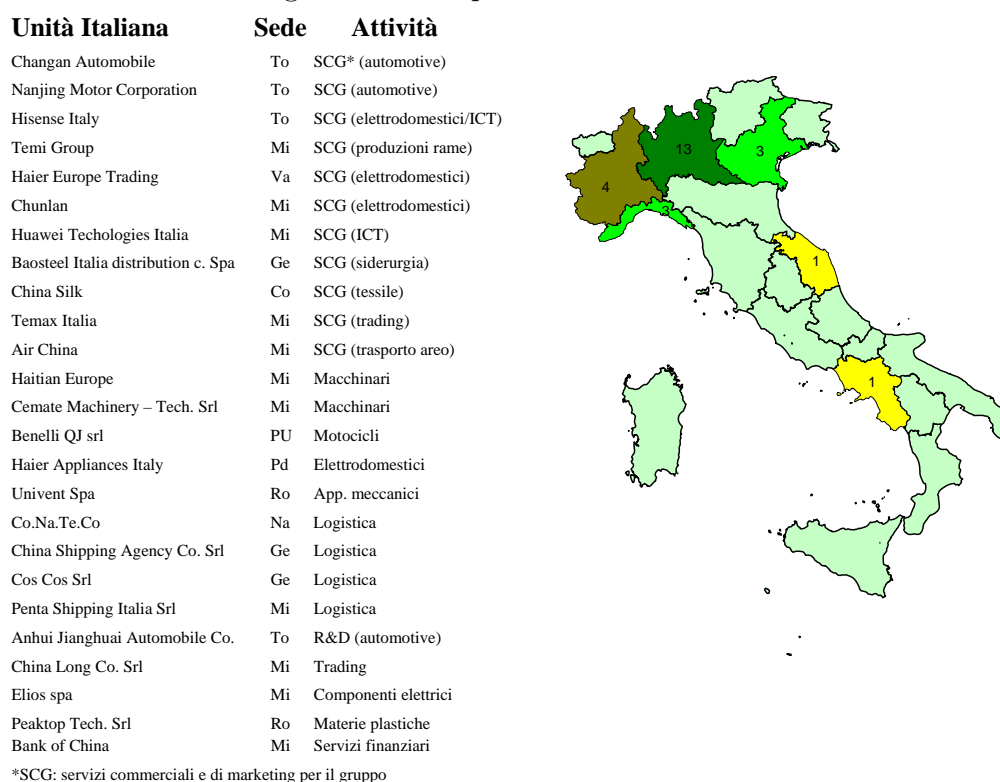 Unità Italiana Sede Attività
Changan Automobile To SCG* (automotive)
Nanjing Motor Corporation To SCG (automotive)
Hisense Italy To SCG (elettrodomestici/ICT)
Temi Group Mi SCG (produzioni rame)
Haier Europe Trading Va SCG (elettrodomestici)
Chunlan Mi SCG (elettrodomestici)
Huawei Techologies Italia Mi SCG (ICT)
Baosteel Italia distribution c. Spa Ge SCG (siderurgia)
China Silk Co SCG (tessile)
Temax Italia Mi SCG (trading)
Air China Mi SCG (trasporto areo)
Haitian Europe Mi Macchinari
Cemate Machinery – Tech. Srl Mi Macchinari
Benelli QJ srl PU Motocicli
Haier Appliances Italy Pd Elettrodomestici
Univent Spa Ro App. meccanici
Co.Na.Te.Co Na Logistica
China Shipping Agency Co. Srl Ge Logistica
Cos Cos Srl Ge Logistica
Penta Shipping Italia Srl Mi Logistica
Anhui Jianghuai Automobile Co. To R&D (automotive)
China Long Co. Srl Mi Trading
Elios spa Mi Componenti elettrici
Peaktop Tech. Srl Ro Materie plastiche
Bank of China Mi Servizi finanziari
*SCG: servizi commerciali e di marketing per il gruppo
13
3
4
3
1
1